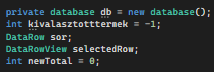 private database db = new database();
int kivalasztotttermek = -1;
DataRow sor;
DataRowView selectedRow;
int newTotal = 0;